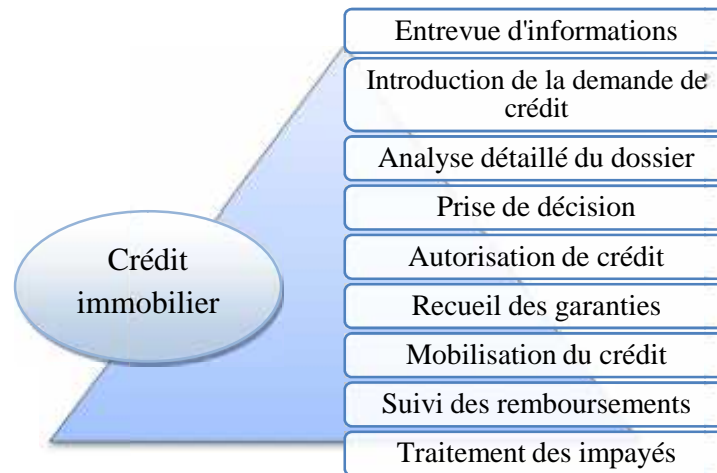 Entrevue d'informations
Introduction de la demande de
crédit
Analyse détaillé du dossier
Prise de décision
Autorisation de crédit
Recueil des garanties
Mobilisation du crédit
Suivi des remboursements
Traitement des impayés
Crédit
immobilier